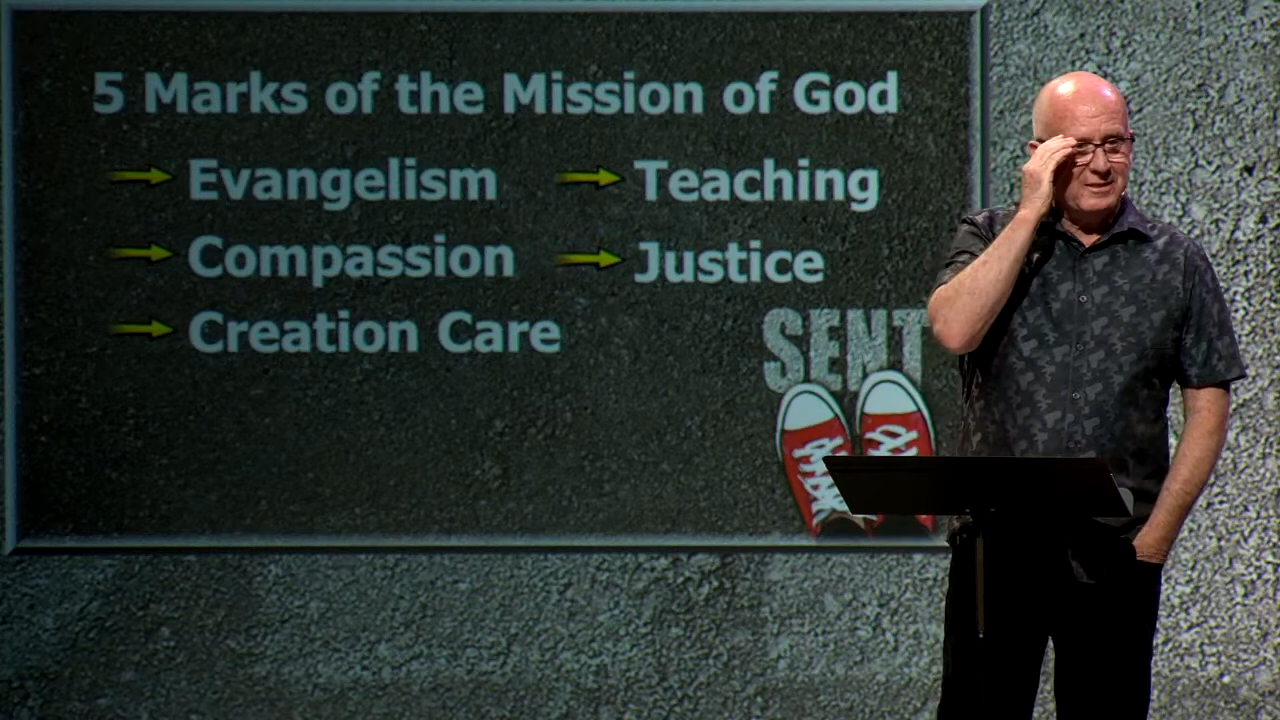 5 Marks of the Mission of God
Evangelism
Teaching
Compassion
Justice
Creation Care
SENT